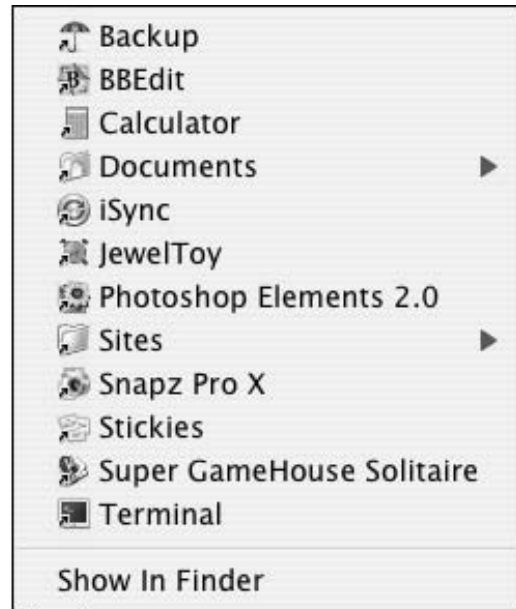 Backup
BBEdit
Calculator
Documents
iSync
JewelToy
Photoshop Elements 2.0
Sites
Snapz Pro X
Stickies
Super GameHouse Solitaire
Terminal
Show In Finder